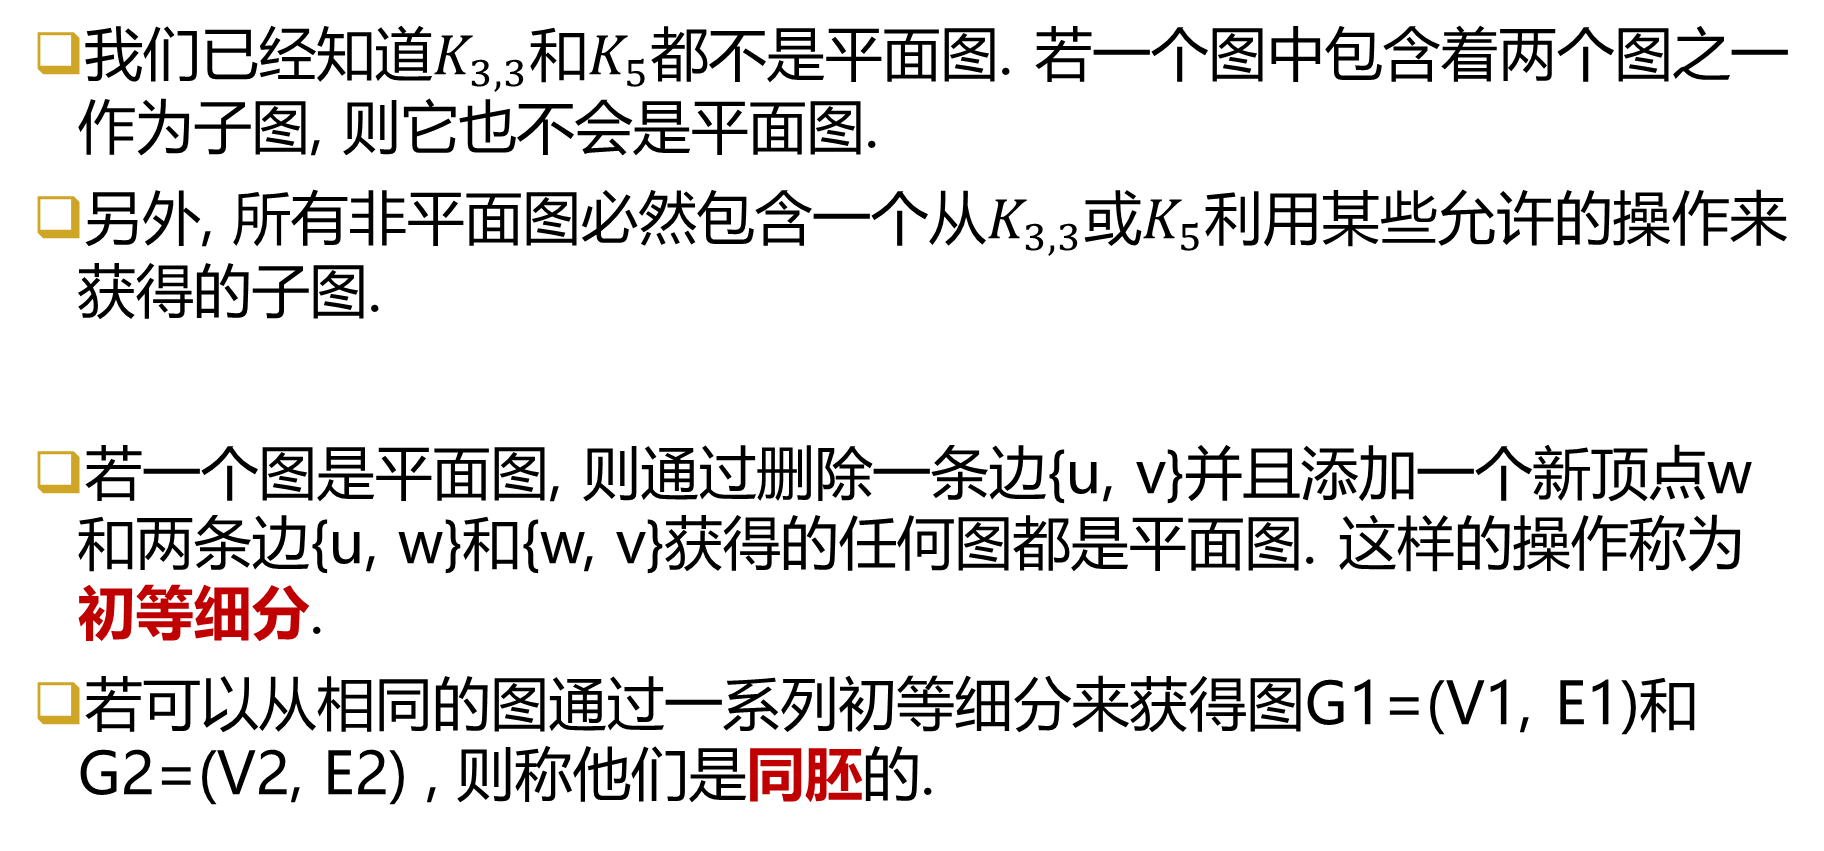 我们已经知道K3,3和K5都不是平面图. 若一个图中包含着两个图之一
作为子图, 则它也不会是平面图.
另外, 所有非平面图必然包含一个从K3,3或K5利用某些允许的操作来
获得的子图.
若一个图是平面图, 则通过删除一条边{u, v}并且添加一个新顶点w
和两条边{u, w}和{w, v}获得的任何图都是平面图. 这样的操作称为
初等细分.
若可以从相同的图通过一系列初等细分来获得图G1=(V1, E1)和
G2=(V2, E2) , 则称他们是同胚的.